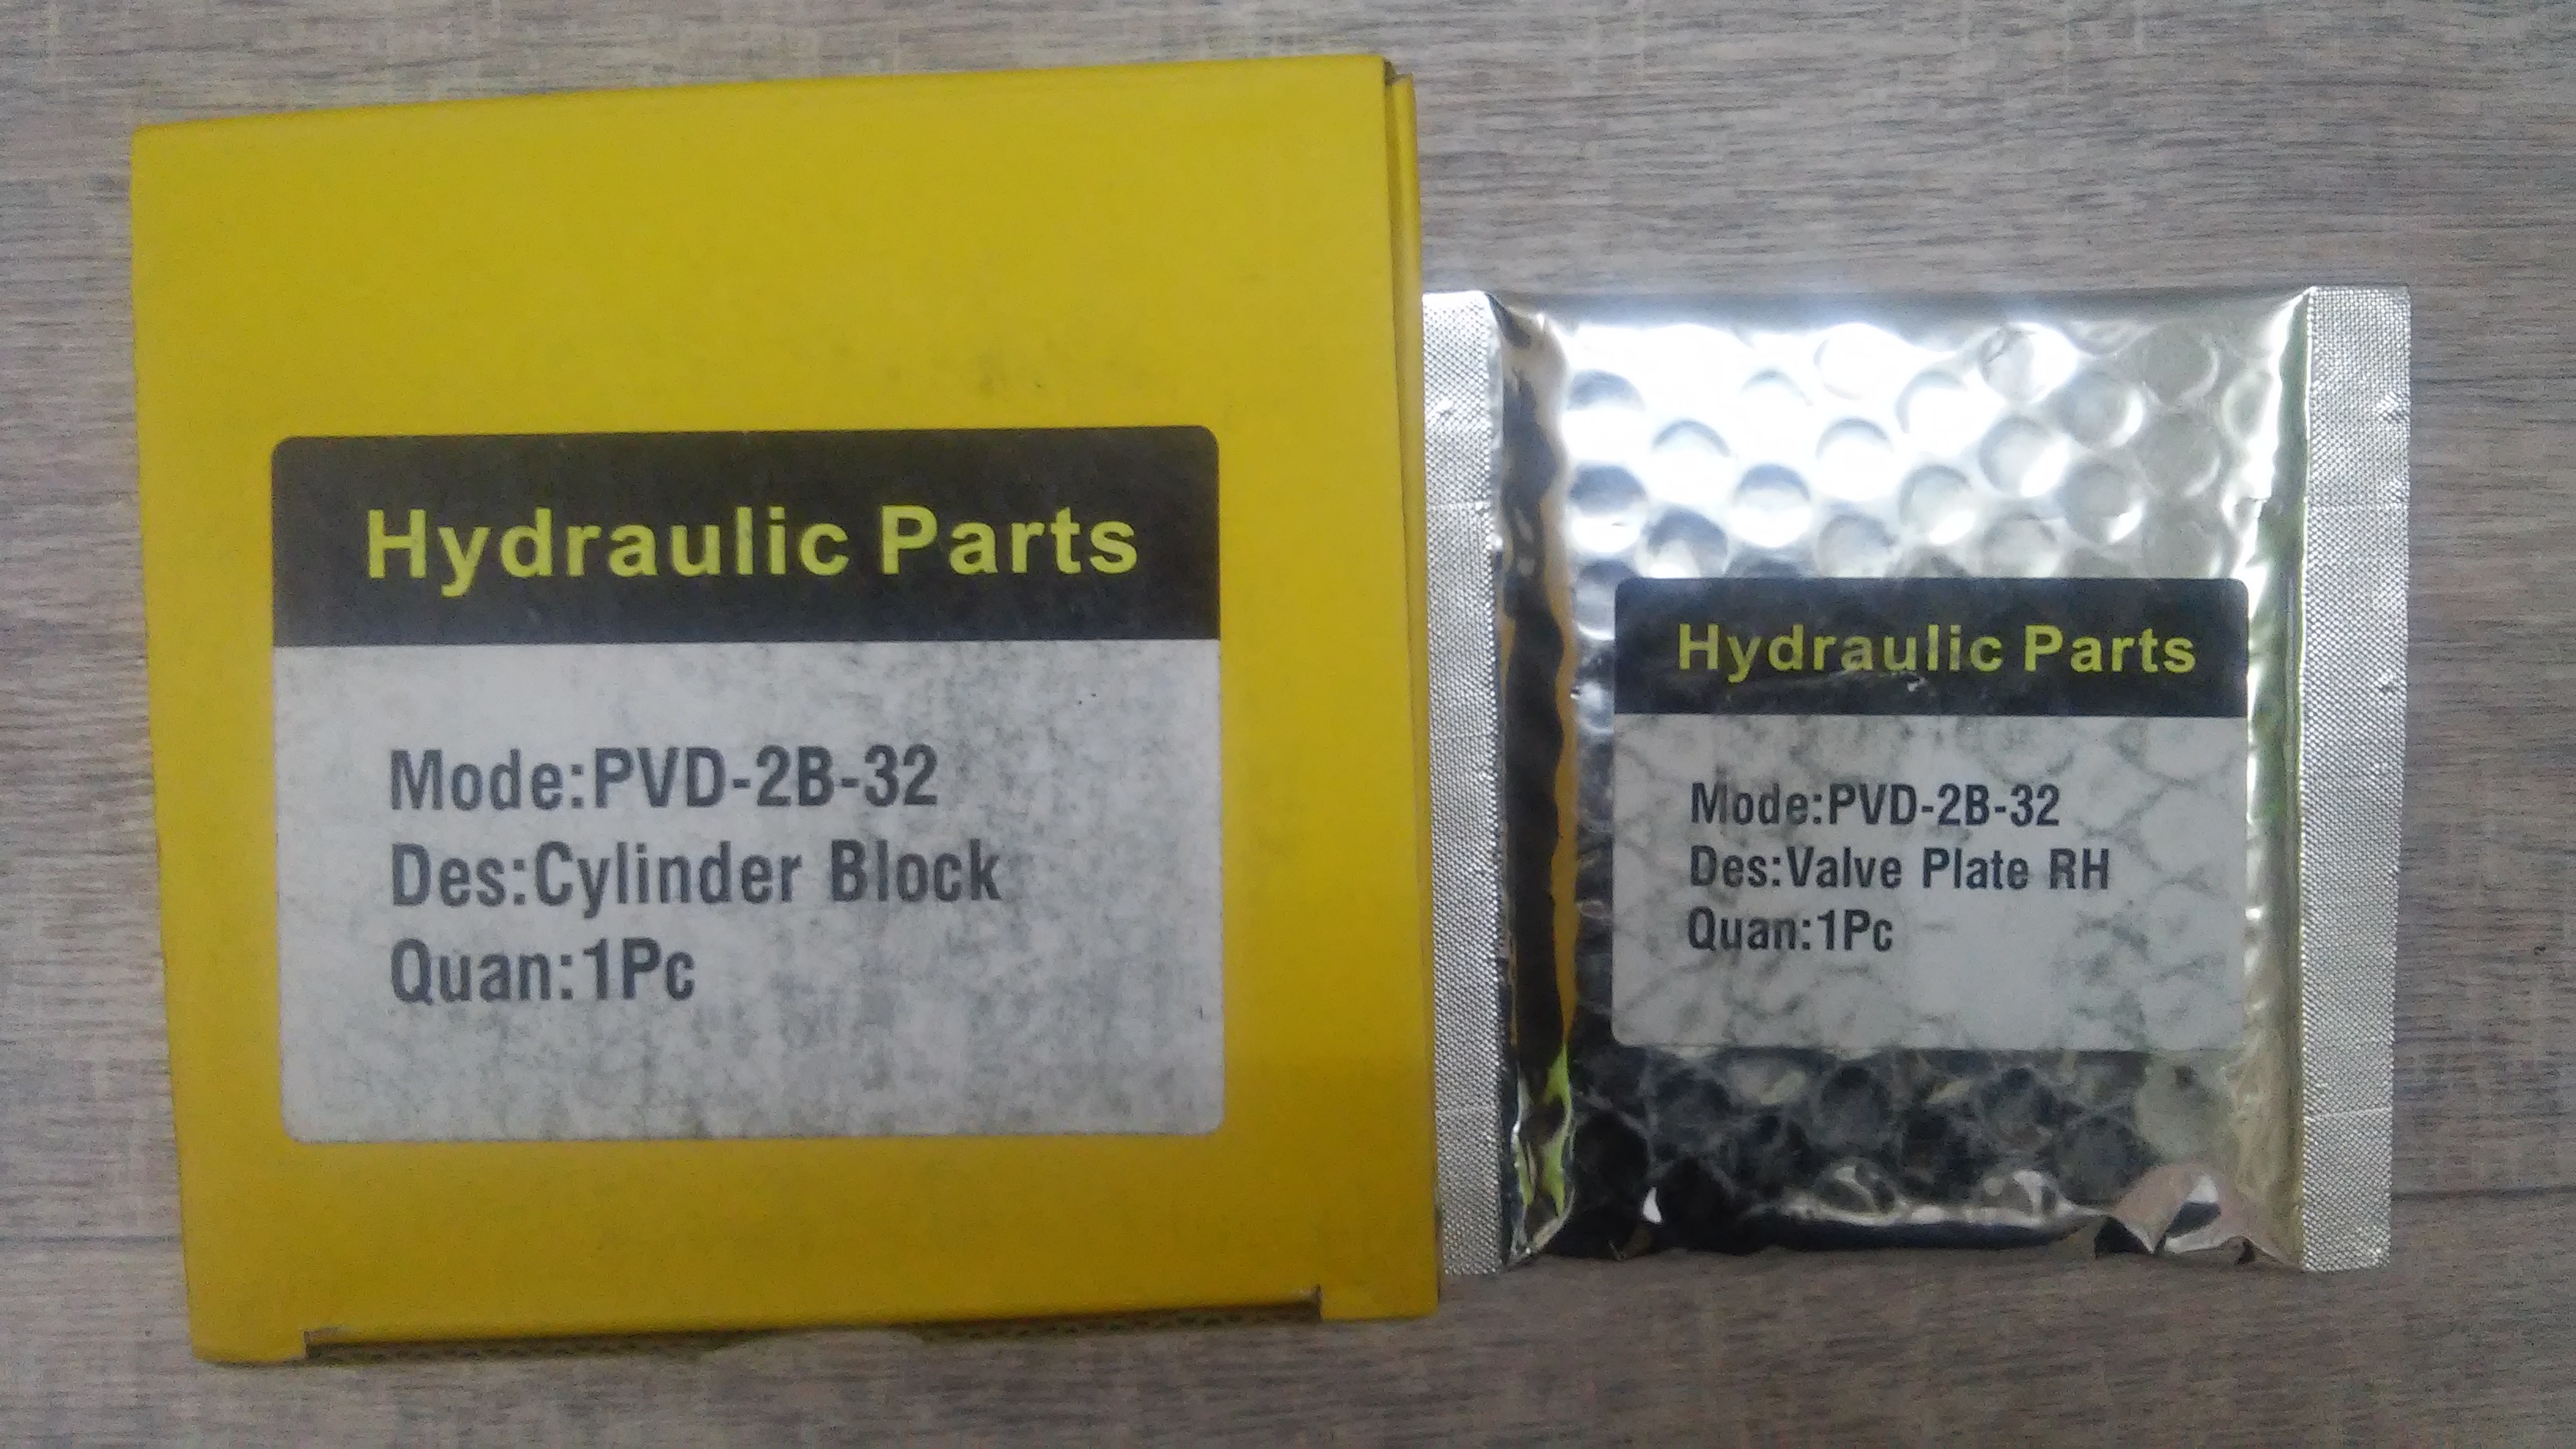 Hydraulic Parts
Mode:PVD-2B-32
Des:Cylinder Block
Quan:1Pc
Hydraulic Parts
Mode:PVD-2B-32
Des:Valve Plate RH
Quan:1Pc